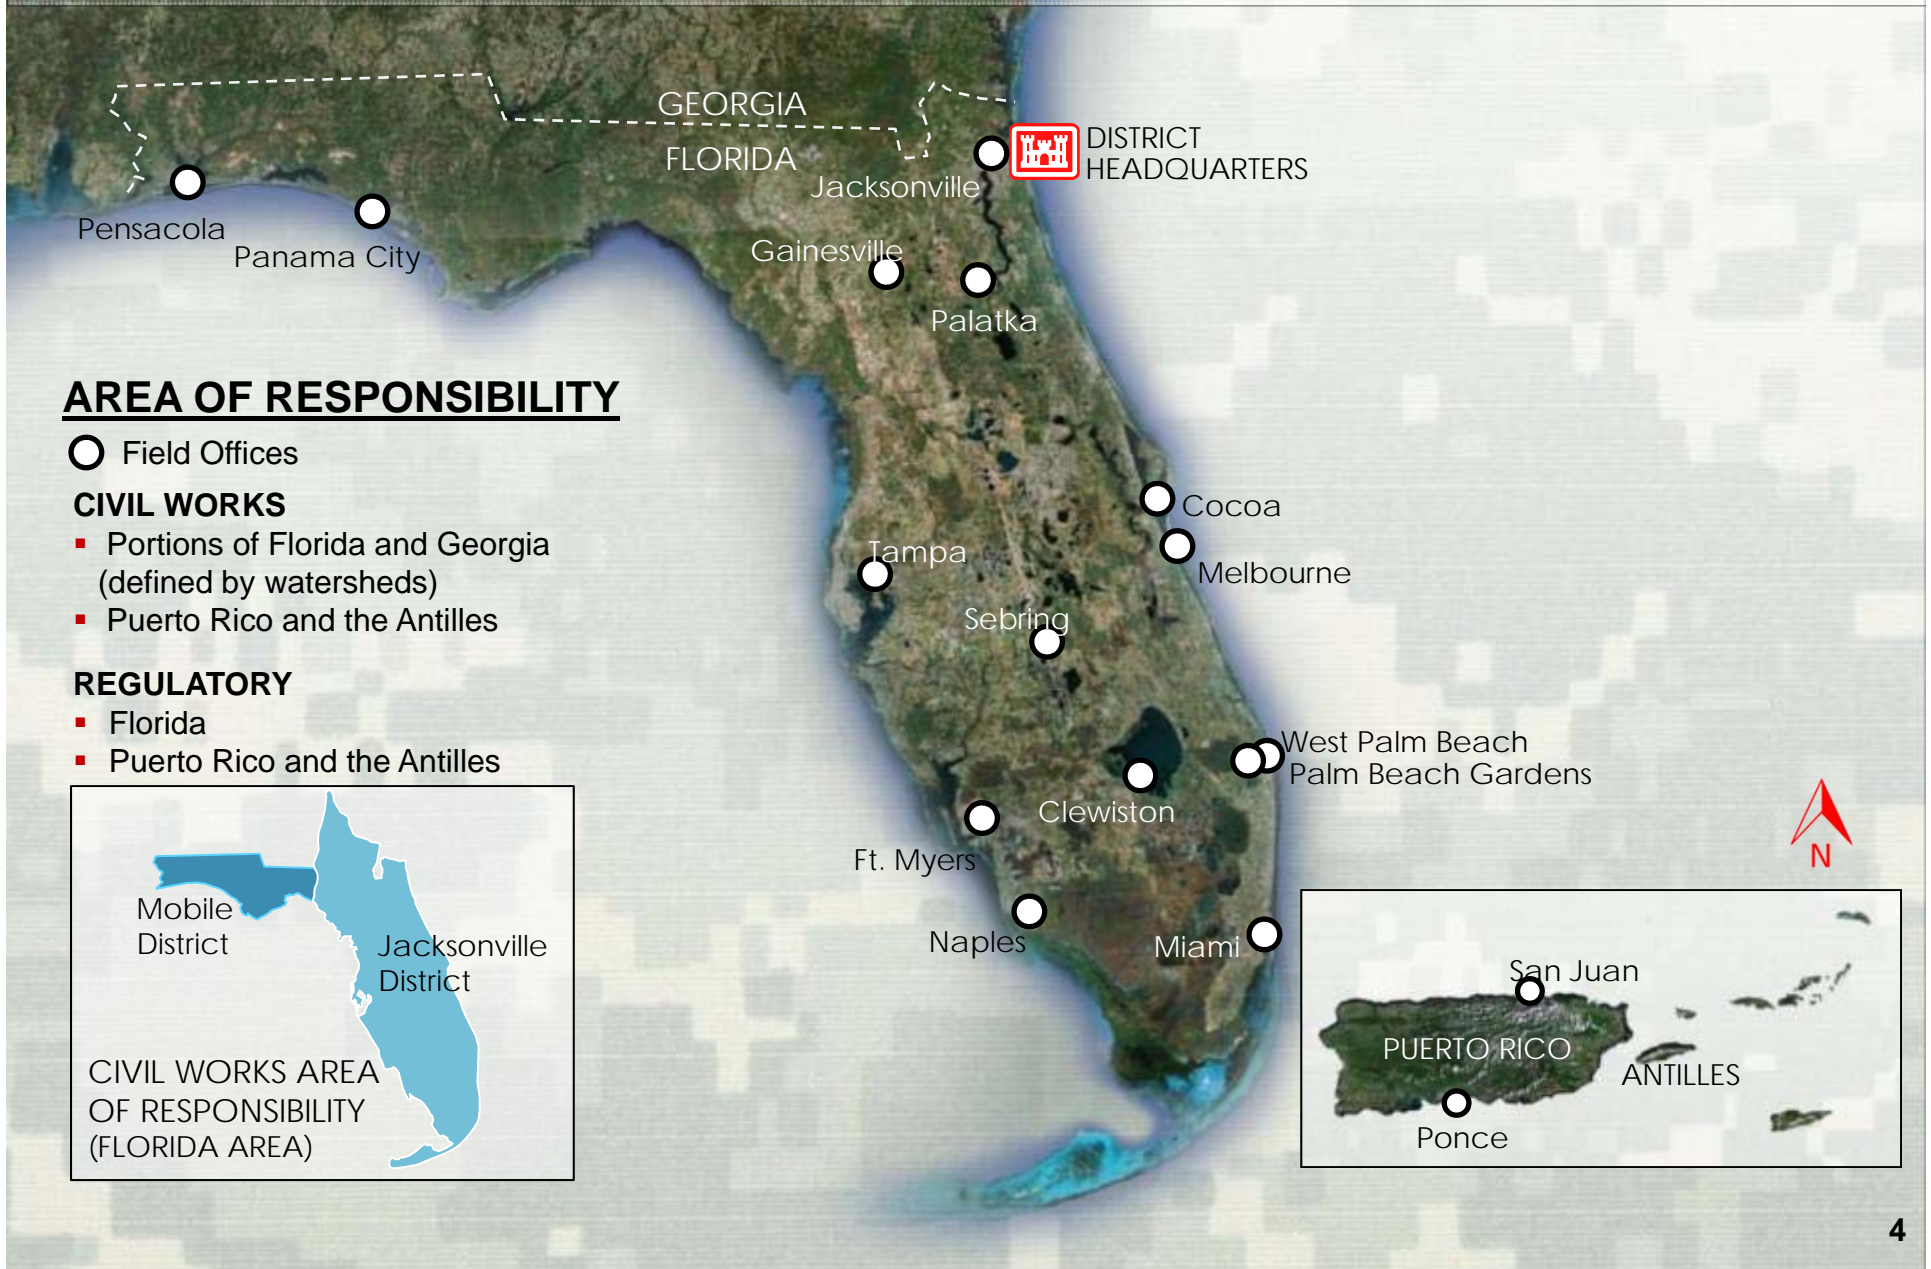 GEORGIA
FLORIDA
DISTRICT
HEADQUARTERS
Jacksonville
Pensacola
Panama City
Gainesville
Palatka
AREA OF RESPONSIBILITY
Field Offices
CIVIL WORKS
▪ Portions of Florida and Georgia
(defined by watersheds)
▪ Puerto Rico and the Antilles
REGULATORY
▪ Florida
▪ Puerto Rico and the Antilles
Cocoa
Melbourne
Tampa
Sebring
West Palm Beach
Palm Beach Gardens
Clewiston
Ft. Myers
Naples
Miami
N
Mobile
District
Jacksonville
District
CIVIL WORKS AREA
OF RESPONSIBILITY
(FLORIDA AREA)
San Juan
PUERTO RICO
ANTILLES
Ponce
4